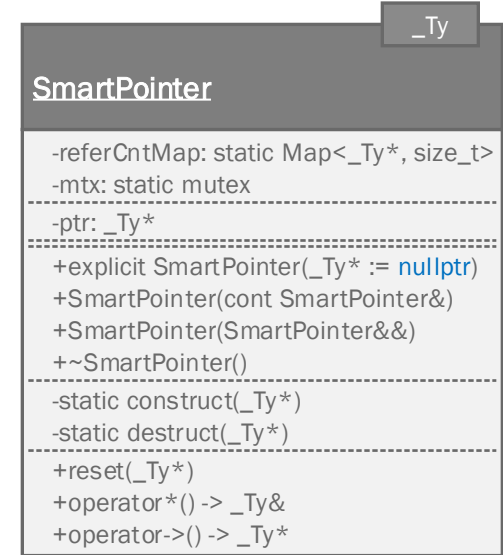 _Ty
SmartPointer
-referCntMap: static Map<_Ty*, size_t>
-mtx: static mutex
-ptr: _Ty*
+explicit SmartPointer(_Ty* := nullptr)
+SmartPointer(cont SmartPointer&)
+SmartPointer(SmartPointer&&)
+~SmartPointer()
-static construct(_Ty*)
-static destruct(_Ty*)
+reset(_Ty*)
+operator*() -> _Ty&
+operator->() -> _Ty*